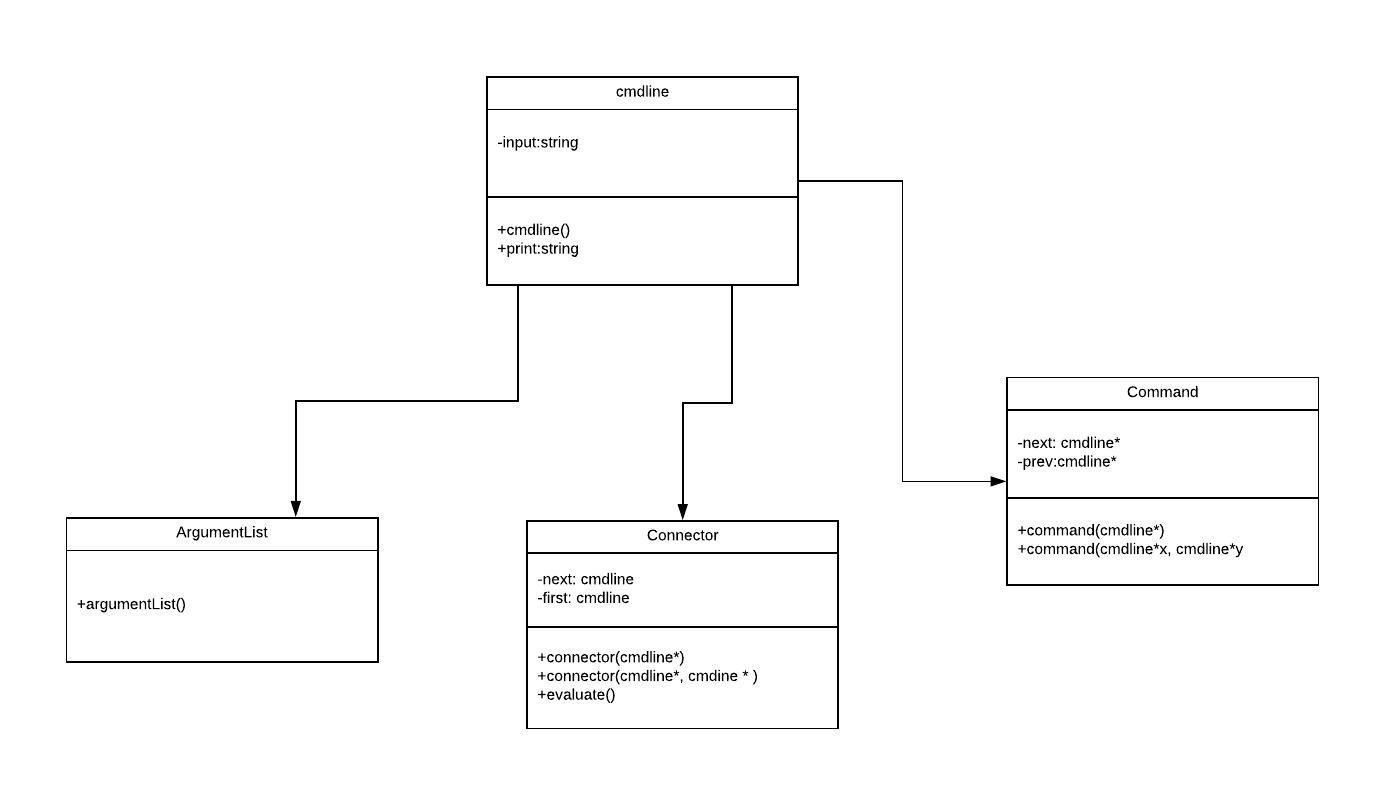 cmdline
-input:string
+cmdline()
+print:string
Command
-next: cmdline*
-prev:cmdline*
+command(cmdline*)
+command(cmdline*x, cmdline*y
ArgumentList
+argumentList()
Connector
-next: cmdline
-first: cmdline
+connector(cmdline*)
+connector(cmdline*, cmdine * )
+evaluate()